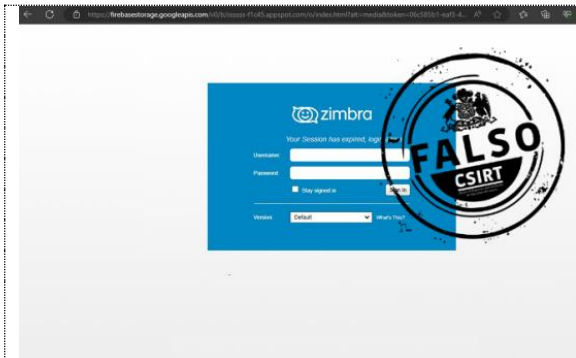 https://firebasestorage.googleapis.com
zimbra
Your Session has expired, log
Username
Password
Stay signed in
Sign In
Version
Default
What's This?
FALSO
CSIRT